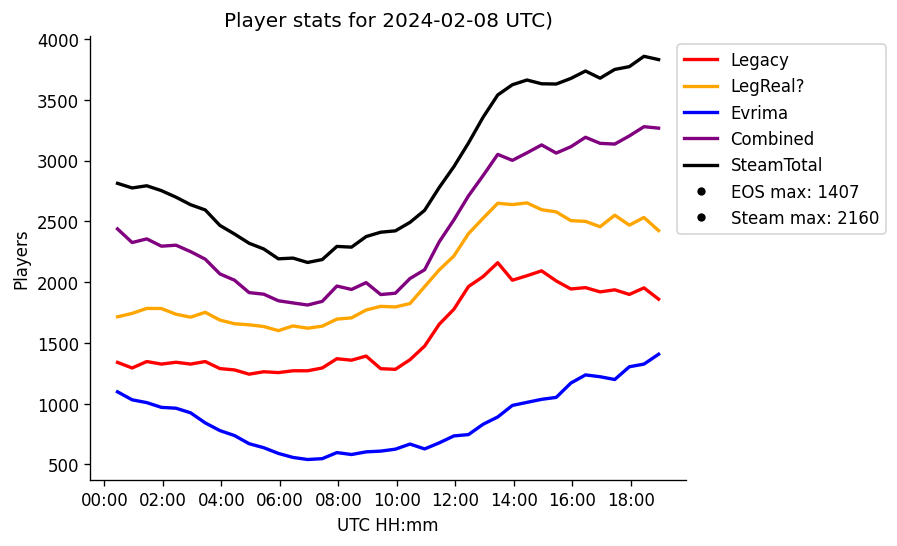 Player stats for 2024-02-08 UTC)
Players
4000
3500
3000
2500
2000
1500
1000
500
00:00 02:00 04:00 06:00 08:00 10:00 12:00 14:00 16:00 18:00
UTC HH:mm
Legacy
LegReal?
Evrima
Combined
SteamTotal
EOS max: 1407
Steam max: 2160